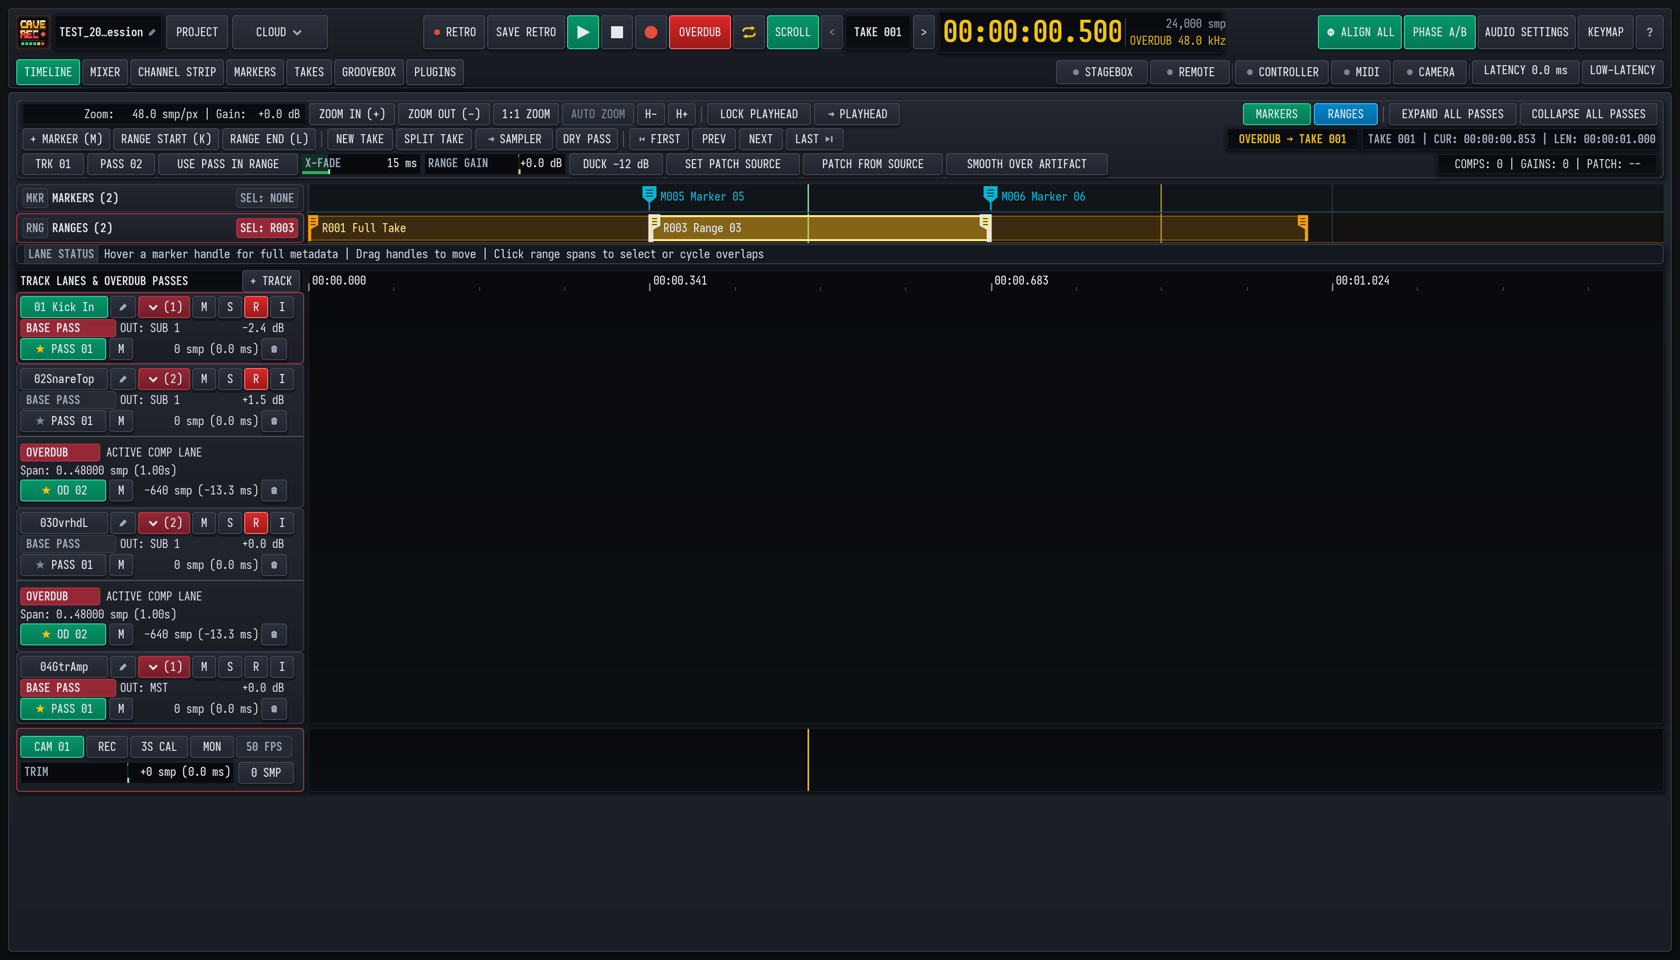 CAVE REC
TEST_20…ession
PROJECT
CLOUD
RETRO
SAVE RETRO
OVERDUB
SCROLL
<
TAKE 001
>
00:00:00.500
24,000 smp
OVERDUB 48.0 kHz
ALIGN ALL
PHASE A/B
AUDIO SETTINGS
KEYMAP
?
TIMELINE
MIXER
CHANNEL STRIP
MARKERS
TAKES
GROOVEBOX
PLUGINS
STAGEBOX
REMOTE
CONTROLLER
MIDI
CAMERA
LATENCY 0.0 ms
LOW-LATENCY
Zoom: 48.0 smp/px | Gain: +0.0 dB
ZOOM IN (+)
ZOOM OUT (-)
1:1 ZOOM
AUTO ZOOM
H-
H+
LOCK PLAYHEAD
→ PLAYHEAD
MARKERS
RANGES
EXPAND ALL PASSES
COLLAPSE ALL PASSES
+ MARKER (M)
RANGE START (K)
RANGE END (L)
NEW TAKE
SPLIT TAKE
→ SAMPLER
DRY PASS
FIRST
PREV
NEXT
LAST
OVERDUB → TAKE 001
TAKE 001 | CUR: 00:00:00.853 | LEN: 00:00:01.000
TRK 01
PASS 02
USE PASS IN RANGE
X-FADE 15 ms
RANGE GAIN +0.0 dB
DUCK -12 dB
SET PATCH SOURCE
PATCH FROM SOURCE
SMOOTH OVER ARTIFACT
COMPS: 0 | GAINS: 0 | PATCH: --
MKR MARKERS (2)
SEL: NONE
M005 Marker 05
M006 Marker 06
RNG RANGES (2)
SEL: R003
R001 Full Take
R003 Range 03
LANE STATUS Hover a marker handle for full metadata | Drag handles to move | Click range spans to select or cycle overlaps
TRACK LANES & OVERDUB PASSES
+ TRACK
00:00.000
00:00.341
00:00.683
00:01.024
01 Kick In
(1)
M
S
R
I
BASE PASS
OUT: SUB 1
-2.4 dB
★ PASS 01
M
0 smp (0.0 ms)
02SnareTop
(2)
M
S
R
I
BASE PASS
OUT: SUB 1
+1.5 dB
★ PASS 01
M
0 smp (0.0 ms)
OVERDUB
ACTIVE COMP LANE
Span: 0..48000 smp (1.00s)
★ OD 02
M
-640 smp (-13.3 ms)
03OvrhdL
(2)
M
S
R
I
BASE PASS
OUT: SUB 1
+0.0 dB
★ PASS 01
M
0 smp (0.0 ms)
OVERDUB
ACTIVE COMP LANE
Span: 0..48000 smp (1.00s)
★ OD 02
M
-640 smp (-13.3 ms)
04GtrAmp
(1)
M
S
R
I
BASE PASS
OUT: MST
+0.0 dB
★ PASS 01
M
0 smp (0.0 ms)
CAM 01
REC
3S CAL
MON
50 FPS
TRIM
+0 smp (0.0 ms)
0 SMP